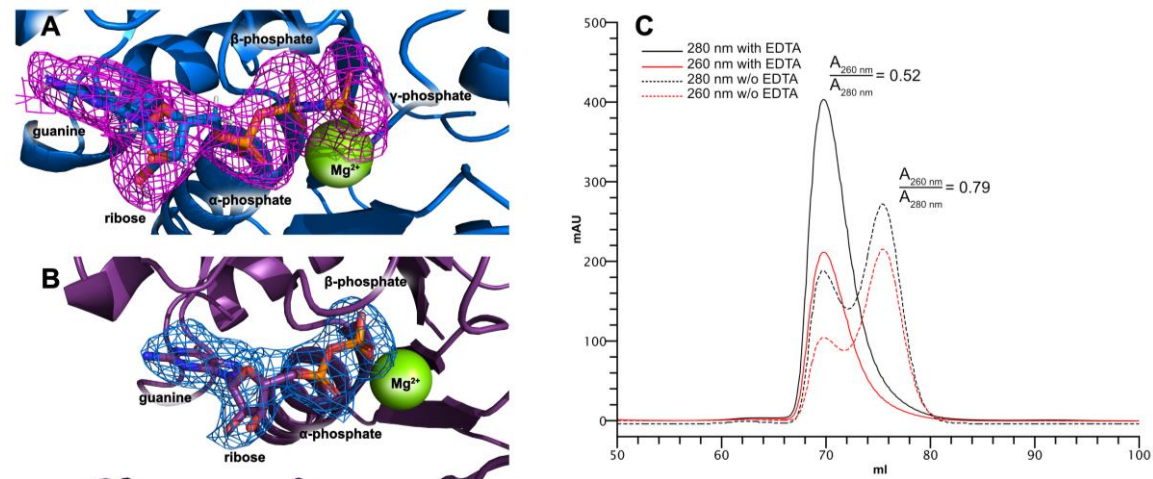 A
β-phosphate
γ-phosphate
guanine
Mg²⁺
α-phosphate
ribose
B
β-phosphate
guanine
Mg²⁺
α-phosphate
ribose
C
280 nm with EDTA
260 nm with EDTA
280 nm w/o EDTA
260 nm w/o EDTA
A260 nm
A280 nm
= 0.52
A260 nm
A280 nm
= 0.79
500
400
300
200
100
0
mAU
50
60
70
80
90
100
ml